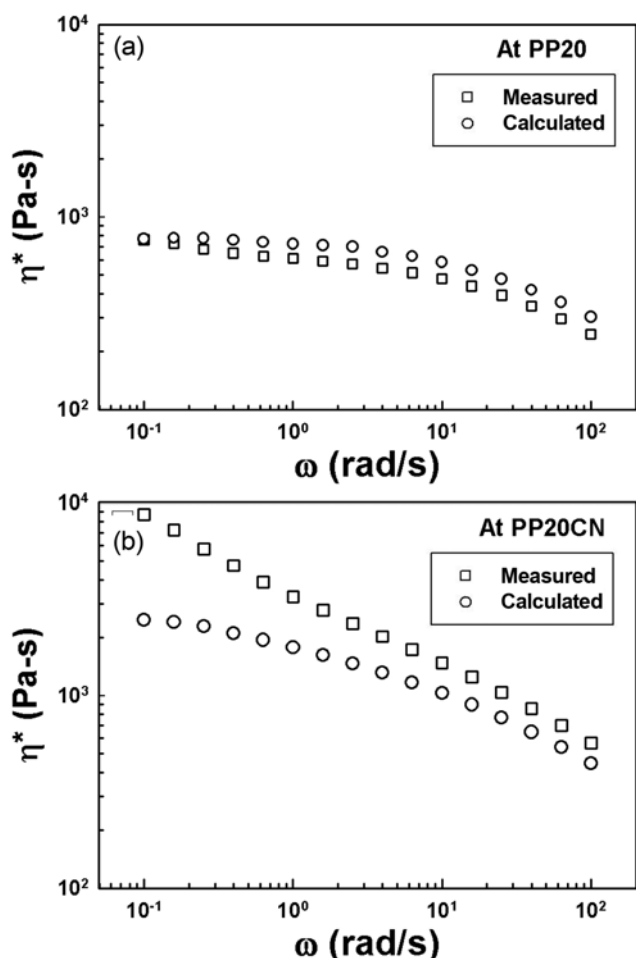 10⁴
(a)
At PP20
Measured
Calculated
η* (Pa-s)
10³
10²
10⁻¹
10⁰
10¹
10²
ω (rad/s)
10⁴
(b)
At PP20CN
Measured
Calculated
η* (Pa-s)
10³
10²
10⁻¹
10⁰
10¹
10²
ω (rad/s)